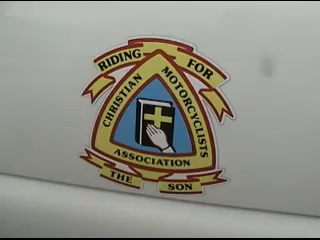 RIDING FOR
CHRISTIAN
MOTORCYCLISTS
ASSOCIATION
THE SON